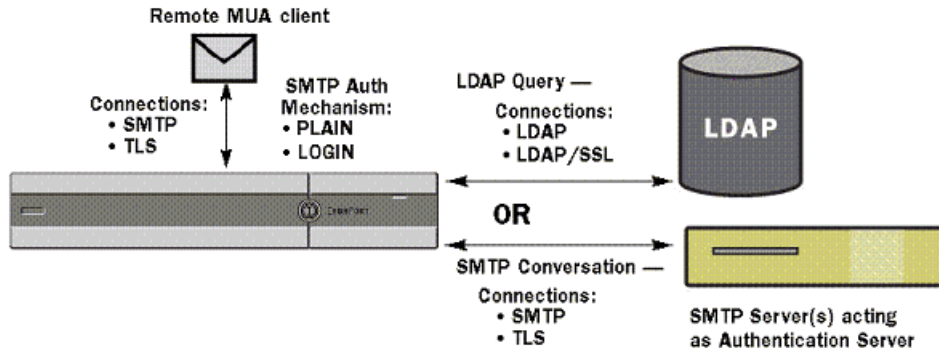 Remote MUA client
Connections:
• SMTP
• TLS
SMTP Auth
Mechanism:
• PLAIN
• LOGIN
LDAP Query —
Connections:
• LDAP
• LDAP/SSL
LDAP
OR
SMTP Conversation —
Connections:
• SMTP
• TLS
SMTP Server(s) acting
as Authentication Server